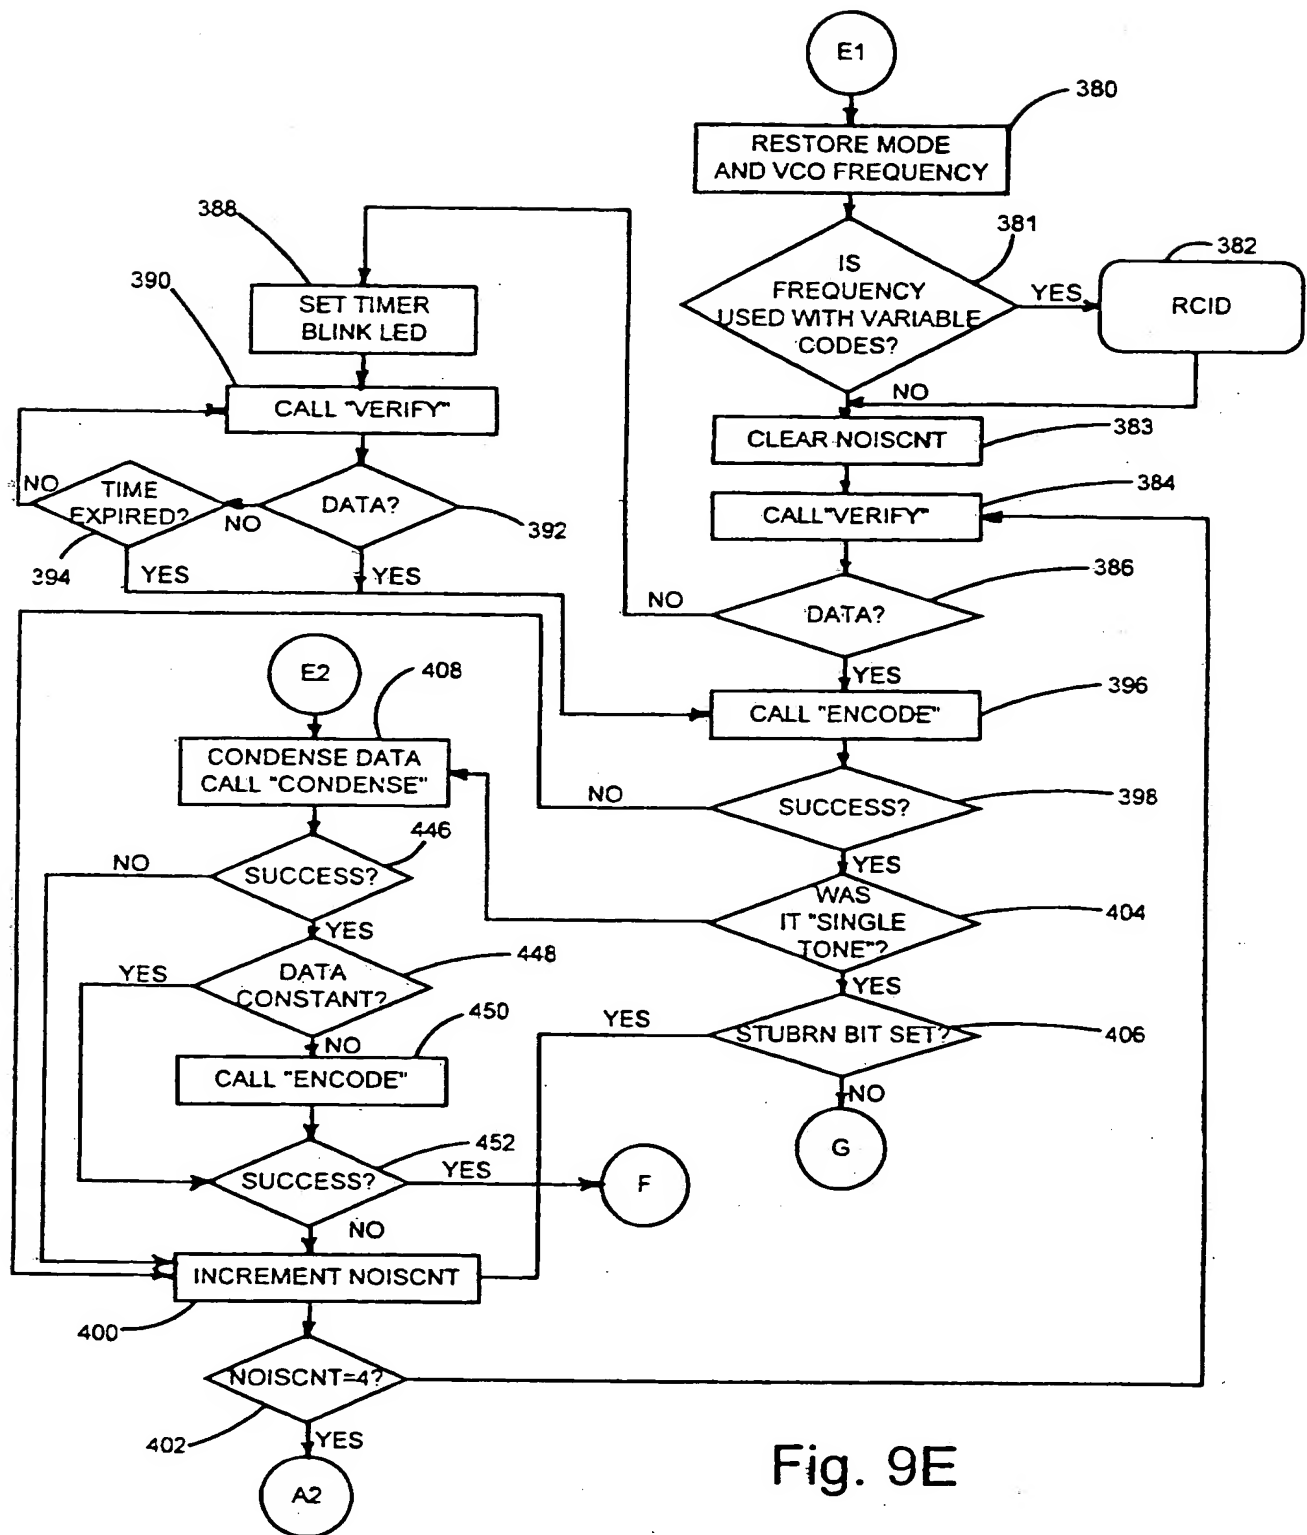 E1
380
RESTORE MODE
AND VCO FREQUENCY
388
381
382
IS
FREQUENCY
USED WITH VARIABLE
CODES?
YES
RCID
390
SET TIMER
BLINK LED
NO
CALL "VERIFY"
CLEAR NOISCNT
383
384
NO
TIME
EXPIRED?
NO
DATA?
392
CALL"VERIFY"
394
YES
YES
386
NO
DATA?
E2
408
YES
396
CALL "ENCODE"
CONDENSE DATA
CALL "CONDENSE"
NO
SUCCESS?
398
446
NO
SUCCESS?
YES
WAS
IT "SINGLE
TONE"?
404
YES
YES
DATA
CONSTANT?
448
YES
450
YES
STUBRN BIT SET?
406
NO
CALL "ENCODE"
NO
G
452
SUCCESS?
YES
F
NO
INCREMENT NOISCNT
400
NOISCNT=4?
402
YES
A2
Fig. 9E